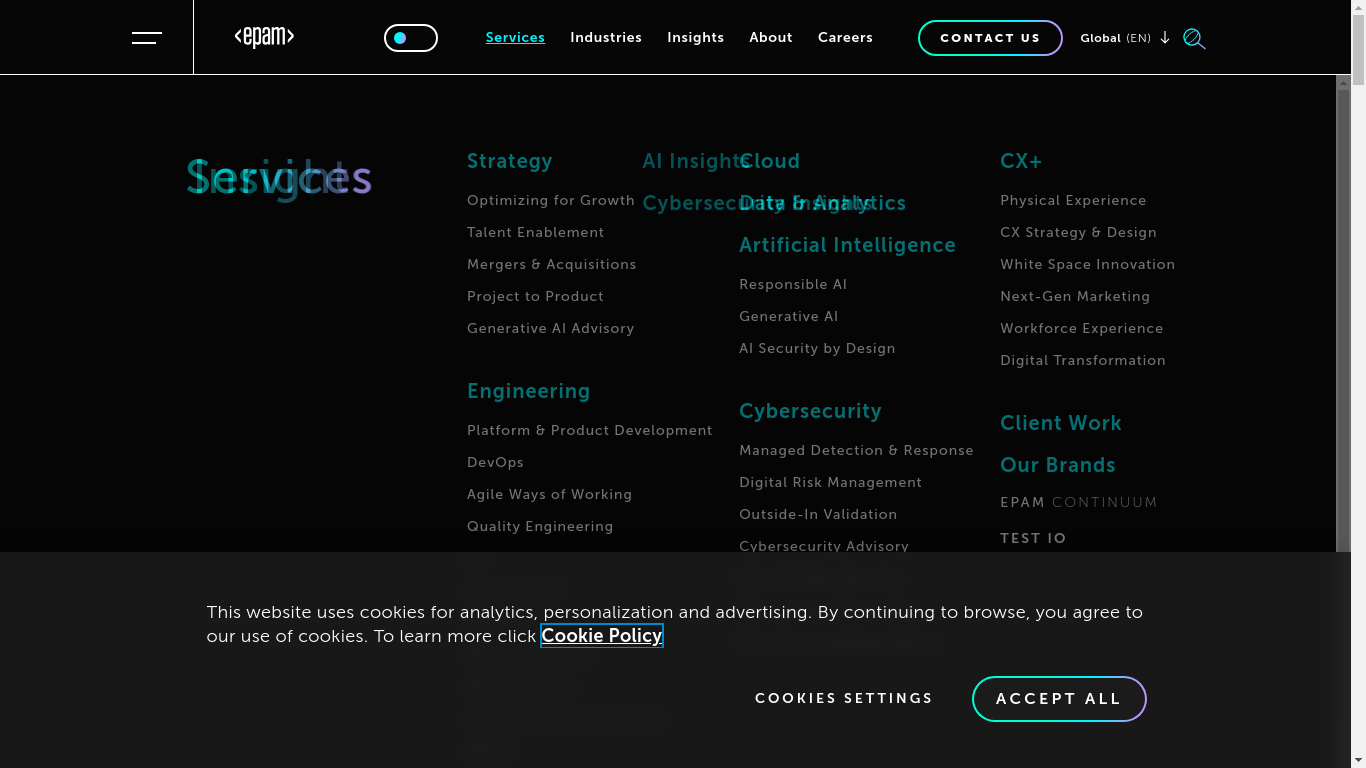 <epam>
Services
Industries
Insights
About
Careers
CONTACT US
Global (EN)
Services
Insights
Strategy
Optimizing for Growth
Talent Enablement
Mergers & Acquisitions
Project to Product
Generative AI Advisory
Engineering
Platform & Product Development
DevOps
Agile Ways of Working
Quality Engineering
AI Insights
Cybersecurity Insights
Cloud
Data & Analytics
Artificial Intelligence
Responsible AI
Generative AI
AI Security by Design
Cybersecurity
Managed Detection & Response
Digital Risk Management
Outside-In Validation
Cybersecurity Advisory
CX+
Physical Experience
CX Strategy & Design
White Space Innovation
Next-Gen Marketing
Workforce Experience
Digital Transformation
Client Work
Our Brands
EPAM CONTINUUM
TEST IO
This website uses cookies for analytics, personalization and advertising. By continuing to browse, you agree to
our use of cookies. To learn more click Cookie Policy
COOKIES SETTINGS
ACCEPT ALL